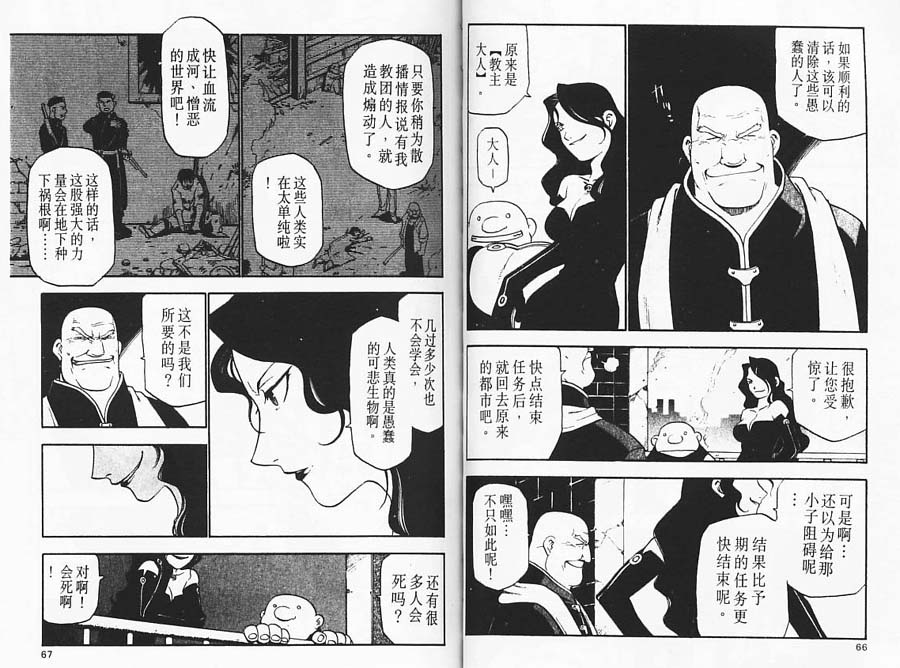 如果顺利的
话，该可以
清除这些愚
蠢的人了。
原来是
【教主
大人】。
大人－
很抱歉，
让您受
惊了。
快点结束
任务后，
就回去原来
的都市吧。
可是啊…
…
还以为给那
小子阻碍呢
…
结果比予
期的任务更
快结束呢。
嘿嘿…
不只如此呢！
66
只要你稍为散
播情报说有我
教团的人，就
造成煽动了。
这些人类实
在太单纯啦
！
快让血流
成河、憎恶
的世界吧！
这样的话，
这股强大的力
量会在地下种
下祸根啊……
几过多少次也
不会学会，
人类真的是愚蠢
的可悲生物啊。
这不是我们
所要的吗？
还有很
多人会
死吗？
对啊！
会死啊
！
67